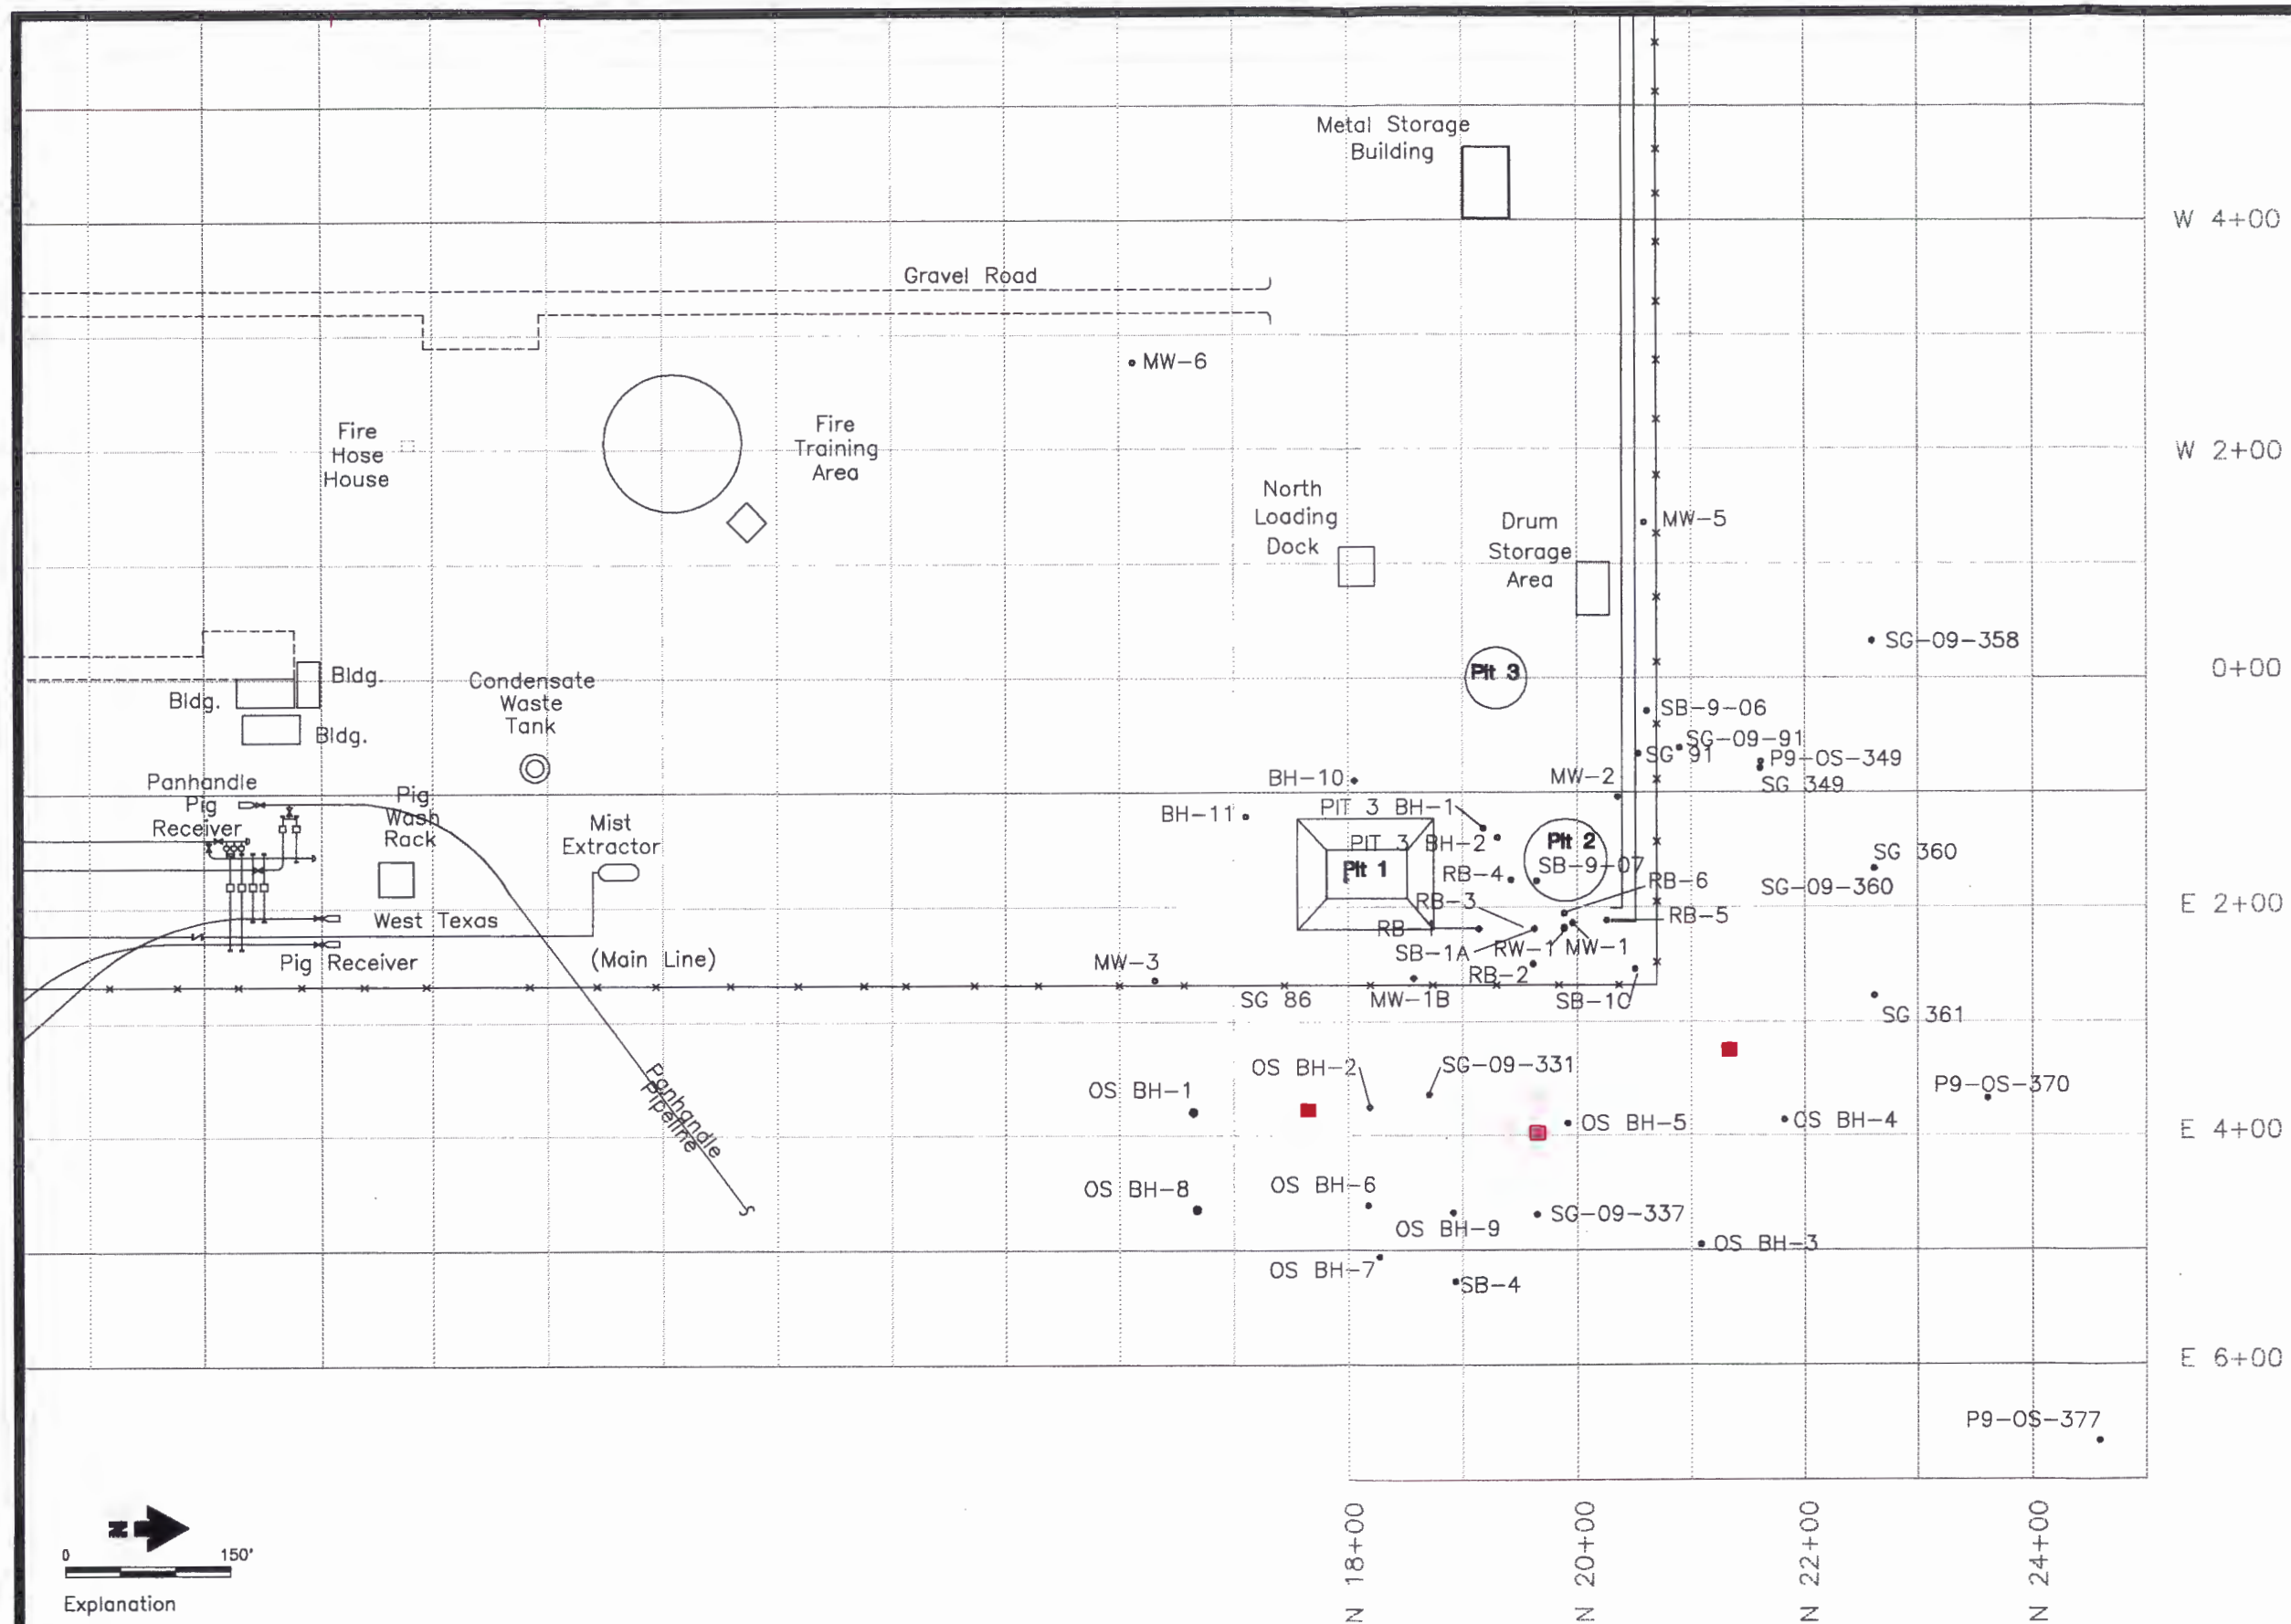 Metal Storage
Building
W 4+00
Gravel Road
MW-6
Fire
Hose
House
Fire
Training
Area
W 2+00
North
Loading
Dock
Drum
Storage
Area
MW-5
SG-09-358
0+00
Bldg.
Bldg.
Bldg.
Condensate
Waste
Tank
Pit 3
SB-9-06
SG-09-91
SG 91
P9-OS-349
SG 349
MW-2
BH-10
BH-11
Panhandle
Pig
Receiver
Pig
Wash
Rack
Mist
Extractor
PIT 3 BH-1
PIT 3 BH-2
Pit 1
Pit 2
SB-9-07
RB-4
RB-6
SG 360
SG-09-360
RB-3
RB-5
E 2+00
RB-1
SB-1A
RW-1
MW-1
RB-2
West Texas
Pig Receiver
(Main Line)
MW-3
SG 86
MW-1B
SB-10
SG 361
Panhandle
Pipeline
OS BH-1
OS BH-2
SG-09-331
P9-OS-370
OS BH-5
OS BH-4
E 4+00
OS BH-8
OS BH-6
OS BH-9
SG-09-337
OS BH-3
OS BH-7
SB-4
E 6+00
P9-OS-377
N
0 150'
Explanation
N 18+00
N 20+00
N 22+00
N 24+00